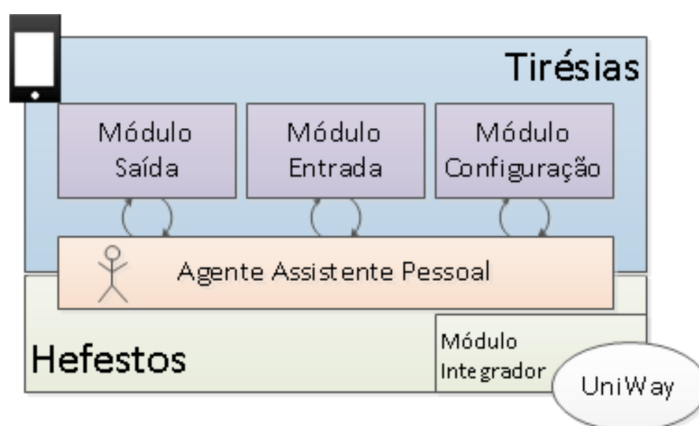 Tirésias
Módulo
Saída
Módulo
Entrada
Módulo
Configuração
Agente Assistente Pessoal
Hefestos
Módulo
Integrador
UniWay